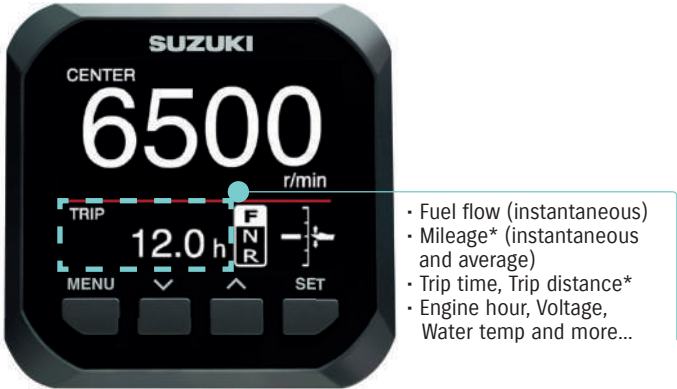 SUZUKI
CENTER
6500
r/min
TRIP
12.0 h
F
N
R
MENU
SET
· Fuel flow (instantaneous)
· Mileage* (instantaneous
and average)
· Trip time, Trip distance*
· Engine hour, Voltage,
Water temp and more...